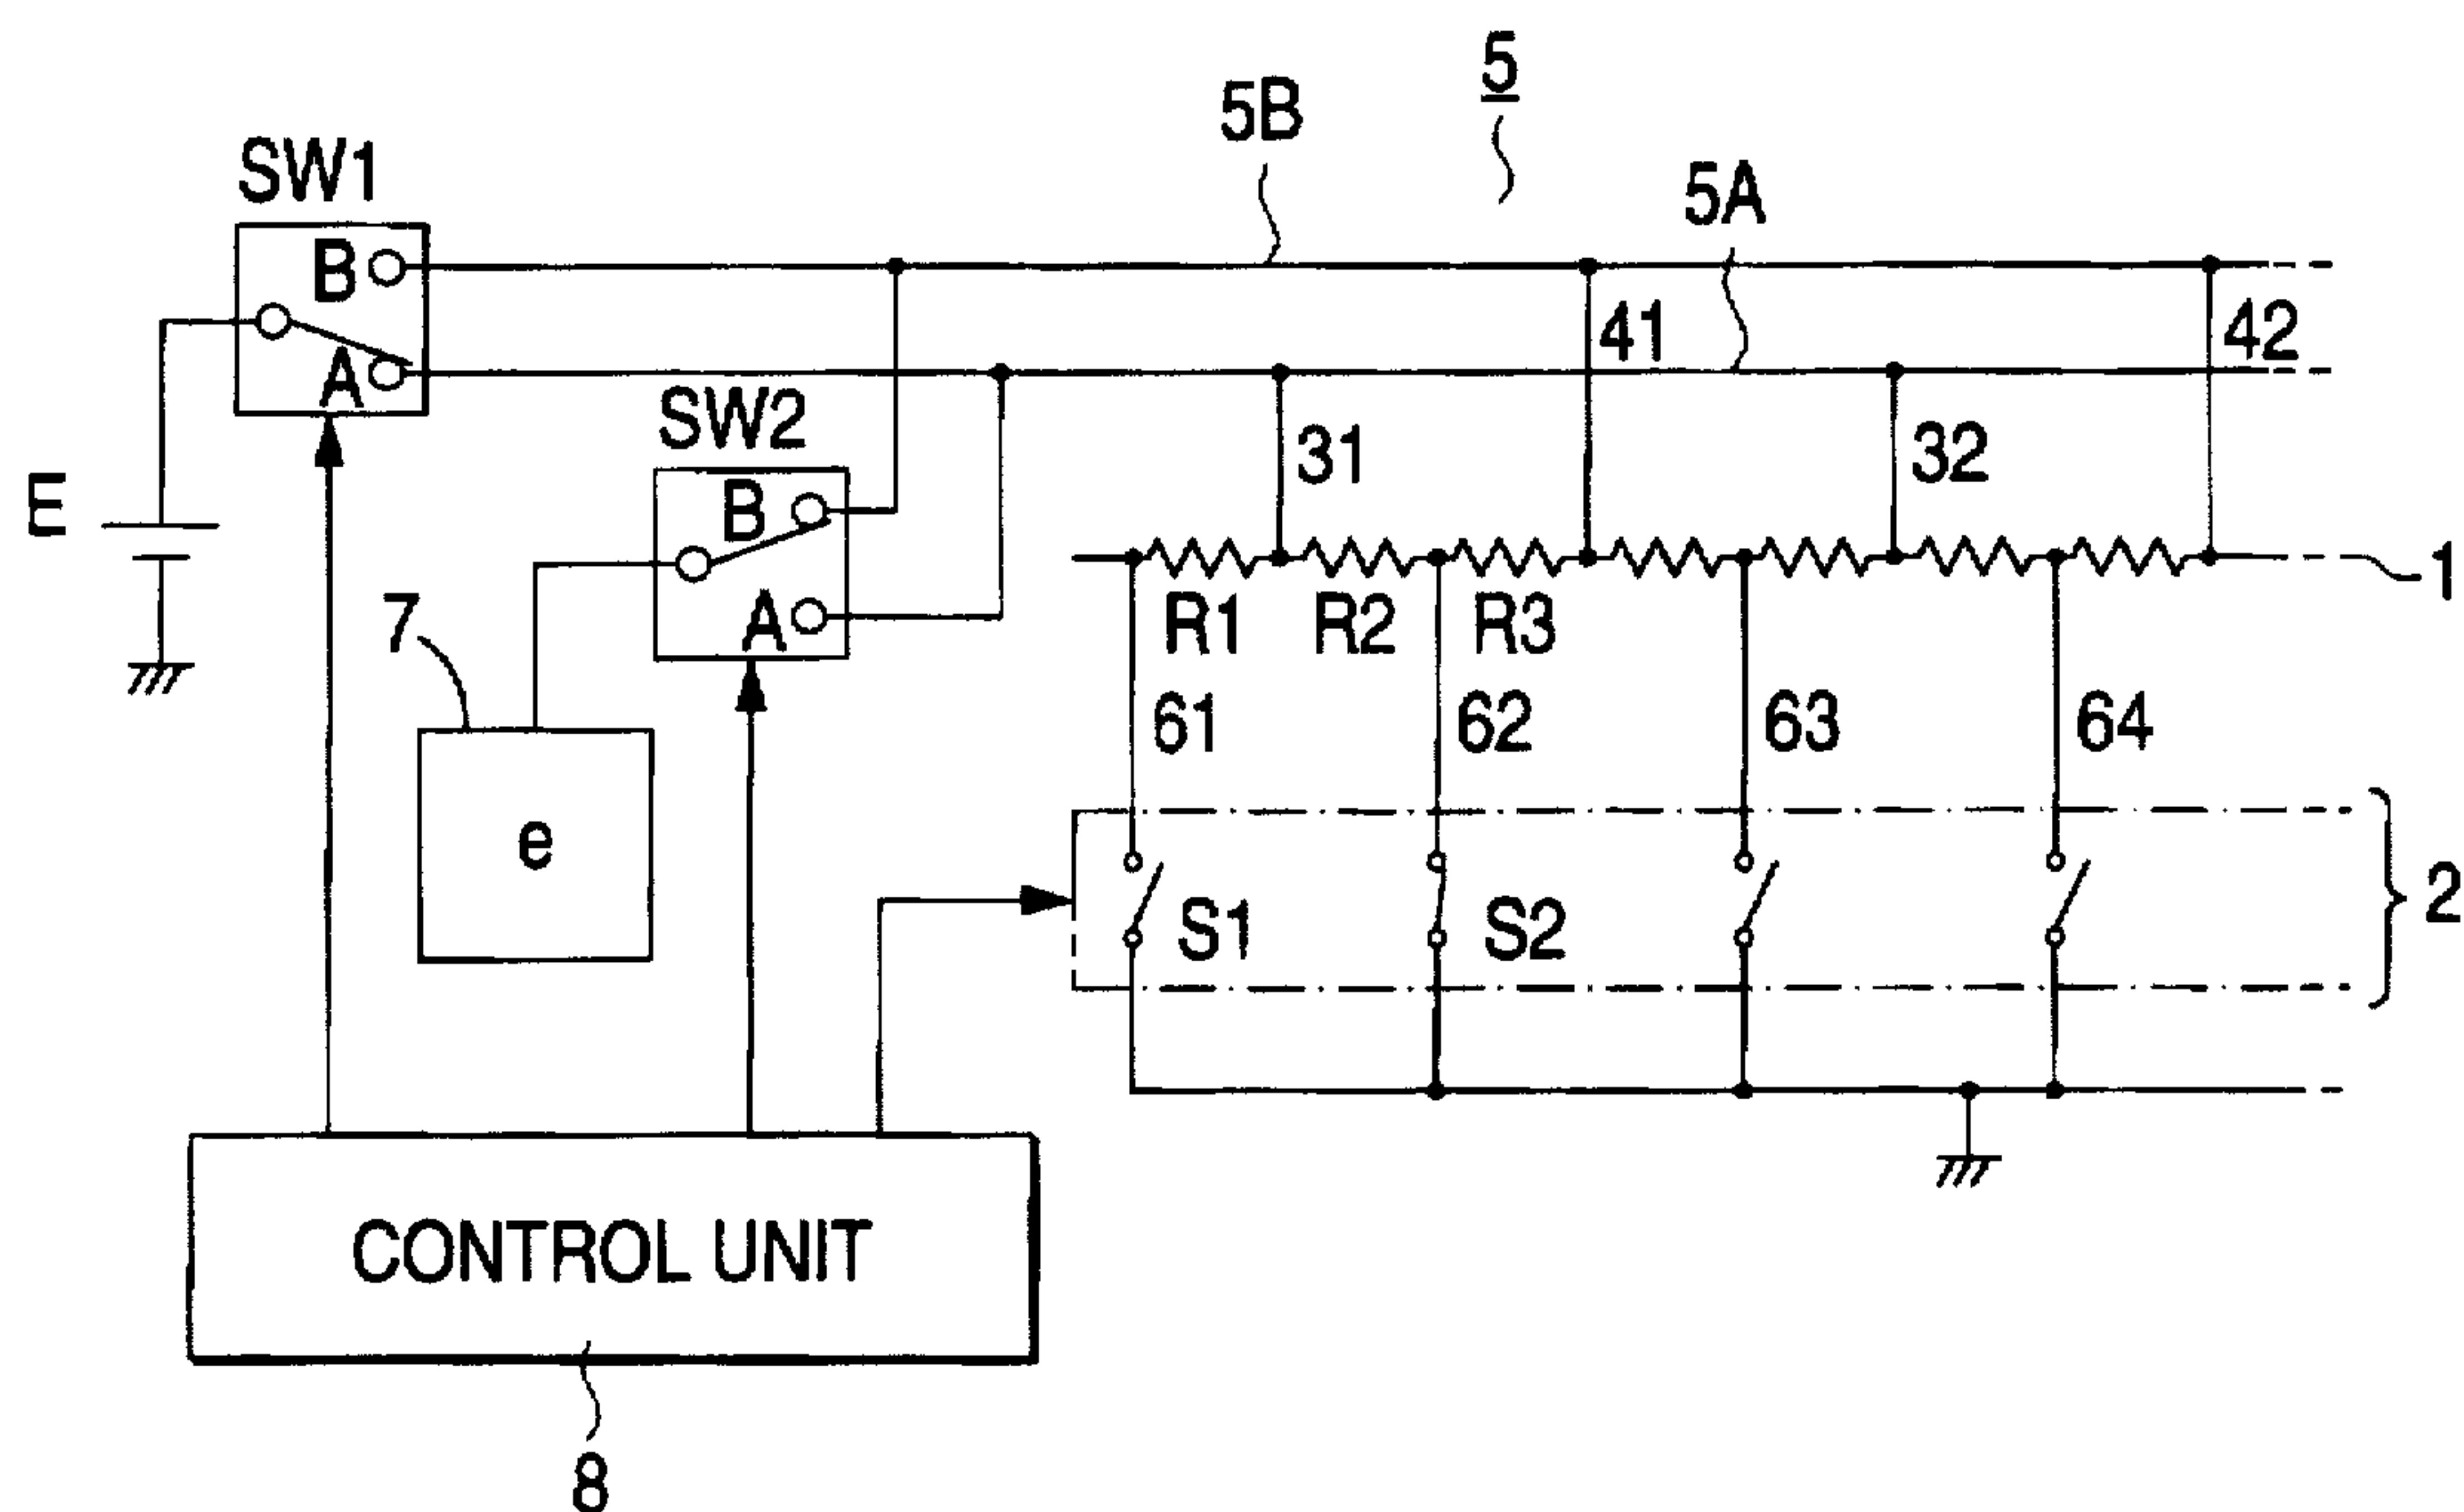 5
5B
SW1
5A
B
41
42
A
SW2
31
32
E
B
1
7
A
R1 R2 R3
61 62 63 64
e
2
S1 S2
CONTROL UNIT
8